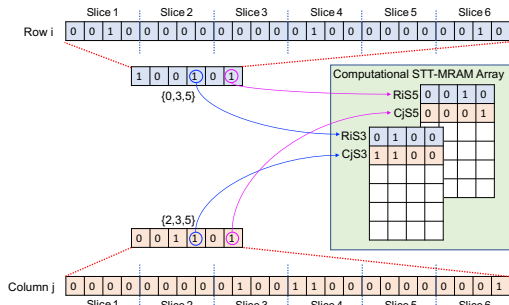 Slice 1 Slice 2 Slice 3 Slice 4 Slice 5 Slice 6
Row i 0 0 1 0 0 0 0 0 0 0 0 0 0 1 0 0 0 0 0 0 0 0 1 0
1 0 0 1 0 1
{0,3,5}
Computational STT-MRAM Array
RiS5 0 0 1 0
CjS5 0 0 0 1
RiS3 0 1 0 0
CjS3 1 1 0 0
{2,3,5}
0 0 1 1 0 1
Column j 0 0 0 0 0 0 0 0 0 1 0 0 1 1 0 0 0 0 0 0 0 0 0 1
Slice 1 Slice 2 Slice 3 Slice 4 Slice 5 Slice 6